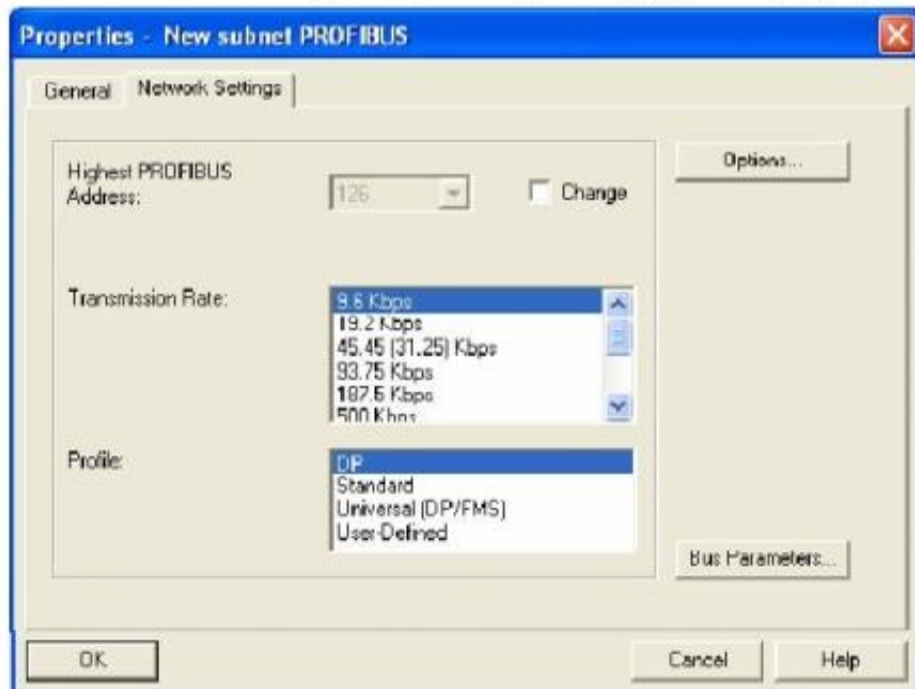 Properties - New subnet PROFIBUS
General
Network Settings
Highest PROFIBUS
Address:
126
Change
Options...
Transmission Rate:
9.6 Kbps
19.2 Kbps
45.45 (31.25) Kbps
93.75 Kbps
187.5 Kbps
500 Kbps
Profile:
DP
Standard
Universal (DP/FMS)
User-Defined
Bus Parameters...
OK
Cancel
Help